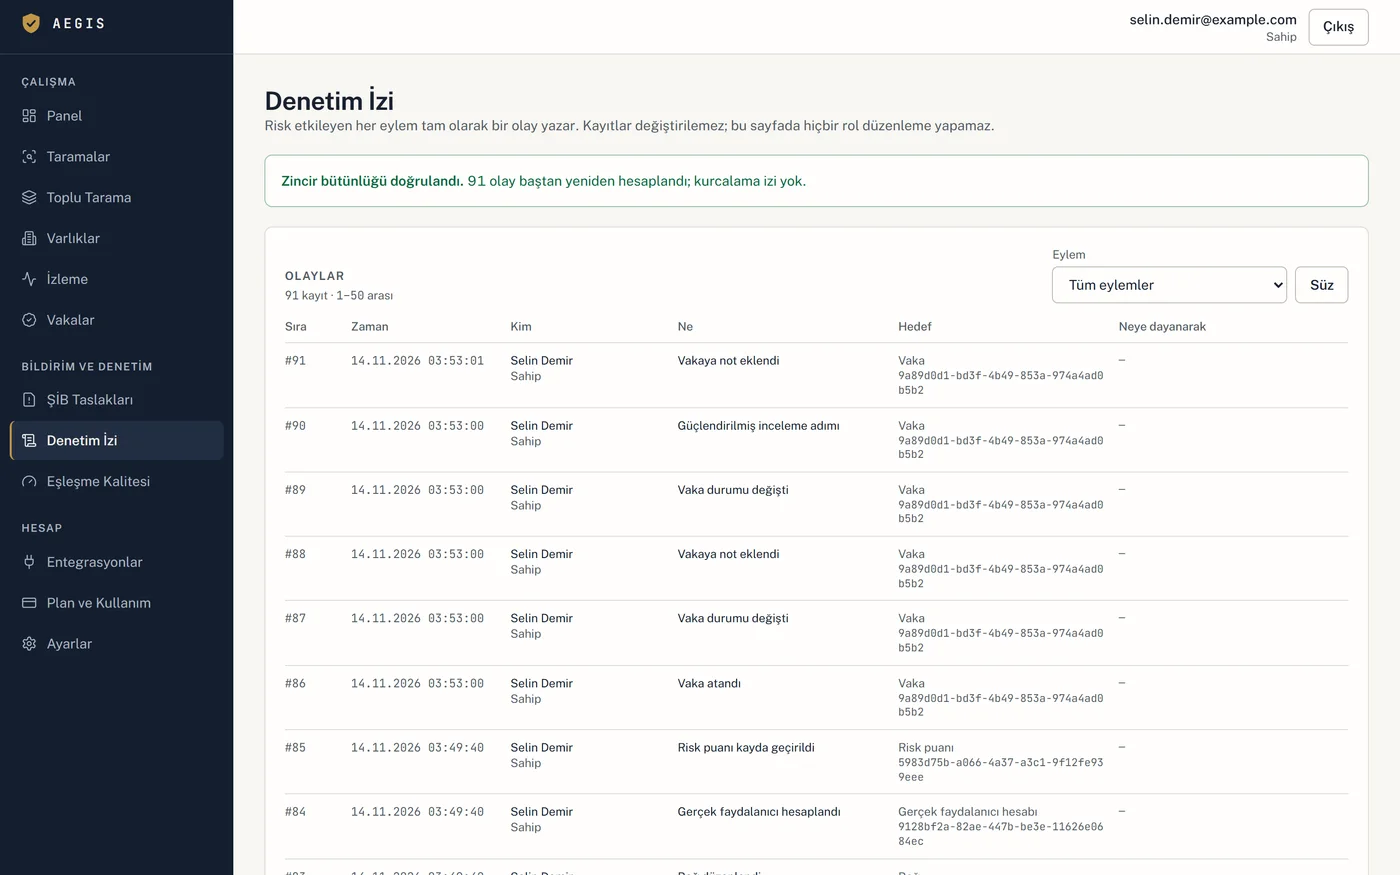 AEGIS
ÇALIŞMA
Panel
Taramalar
Toplu Tarama
Varlıklar
İzleme
Vakalar
BİLDİRİM VE DENETİM
ŞİB Taslakları
Denetim İzi
Eşleşme Kalitesi
HESAP
Entegrasyonlar
Plan ve Kullanım
Ayarlar
selin.demir@example.com
Sahip
Çıkış
Denetim İzi
Risk etkileyen her eylem tam olarak bir olay yazar. Kayıtlar değiştirilemez; bu sayfada hiçbir rol düzenleme yapamaz.
Zincir bütünlüğü doğrulandı. 91 olay baştan yeniden hesaplandı; kurcalama izi yok.
OLAYLAR
91 kayıt · 1–50 arası
Eylem
Tüm eylemler
Süz
Sıra Zaman Kim Ne Hedef Neye dayanarak
#91 14.11.2026 03:53:01 Selin Demir Vakaya not eklendi Vaka –
Sahip 9a89d0d1-bd3f-4b49-853a-974a4ad0
b5b2
#90 14.11.2026 03:53:00 Selin Demir Güçlendirilmiş inceleme adımı Vaka –
Sahip 9a89d0d1-bd3f-4b49-853a-974a4ad0
b5b2
#89 14.11.2026 03:53:00 Selin Demir Vaka durumu değişti Vaka –
Sahip 9a89d0d1-bd3f-4b49-853a-974a4ad0
b5b2
#88 14.11.2026 03:53:00 Selin Demir Vakaya not eklendi Vaka –
Sahip 9a89d0d1-bd3f-4b49-853a-974a4ad0
b5b2
#87 14.11.2026 03:53:00 Selin Demir Vaka durumu değişti Vaka –
Sahip 9a89d0d1-bd3f-4b49-853a-974a4ad0
b5b2
#86 14.11.2026 03:53:00 Selin Demir Vaka atandı Vaka –
Sahip 9a89d0d1-bd3f-4b49-853a-974a4ad0
b5b2
#85 14.11.2026 03:49:40 Selin Demir Risk puanı kayda geçirildi Risk puanı –
Sahip 5983d75b-a066-4a37-a3c1-9f12fe93
9eee
#84 14.11.2026 03:49:40 Selin Demir Gerçek faydalanıcı hesaplandı Gerçek faydalanıcı hesabı –
Sahip 9128bf2a-82ae-447b-be3e-11626e06
84ec